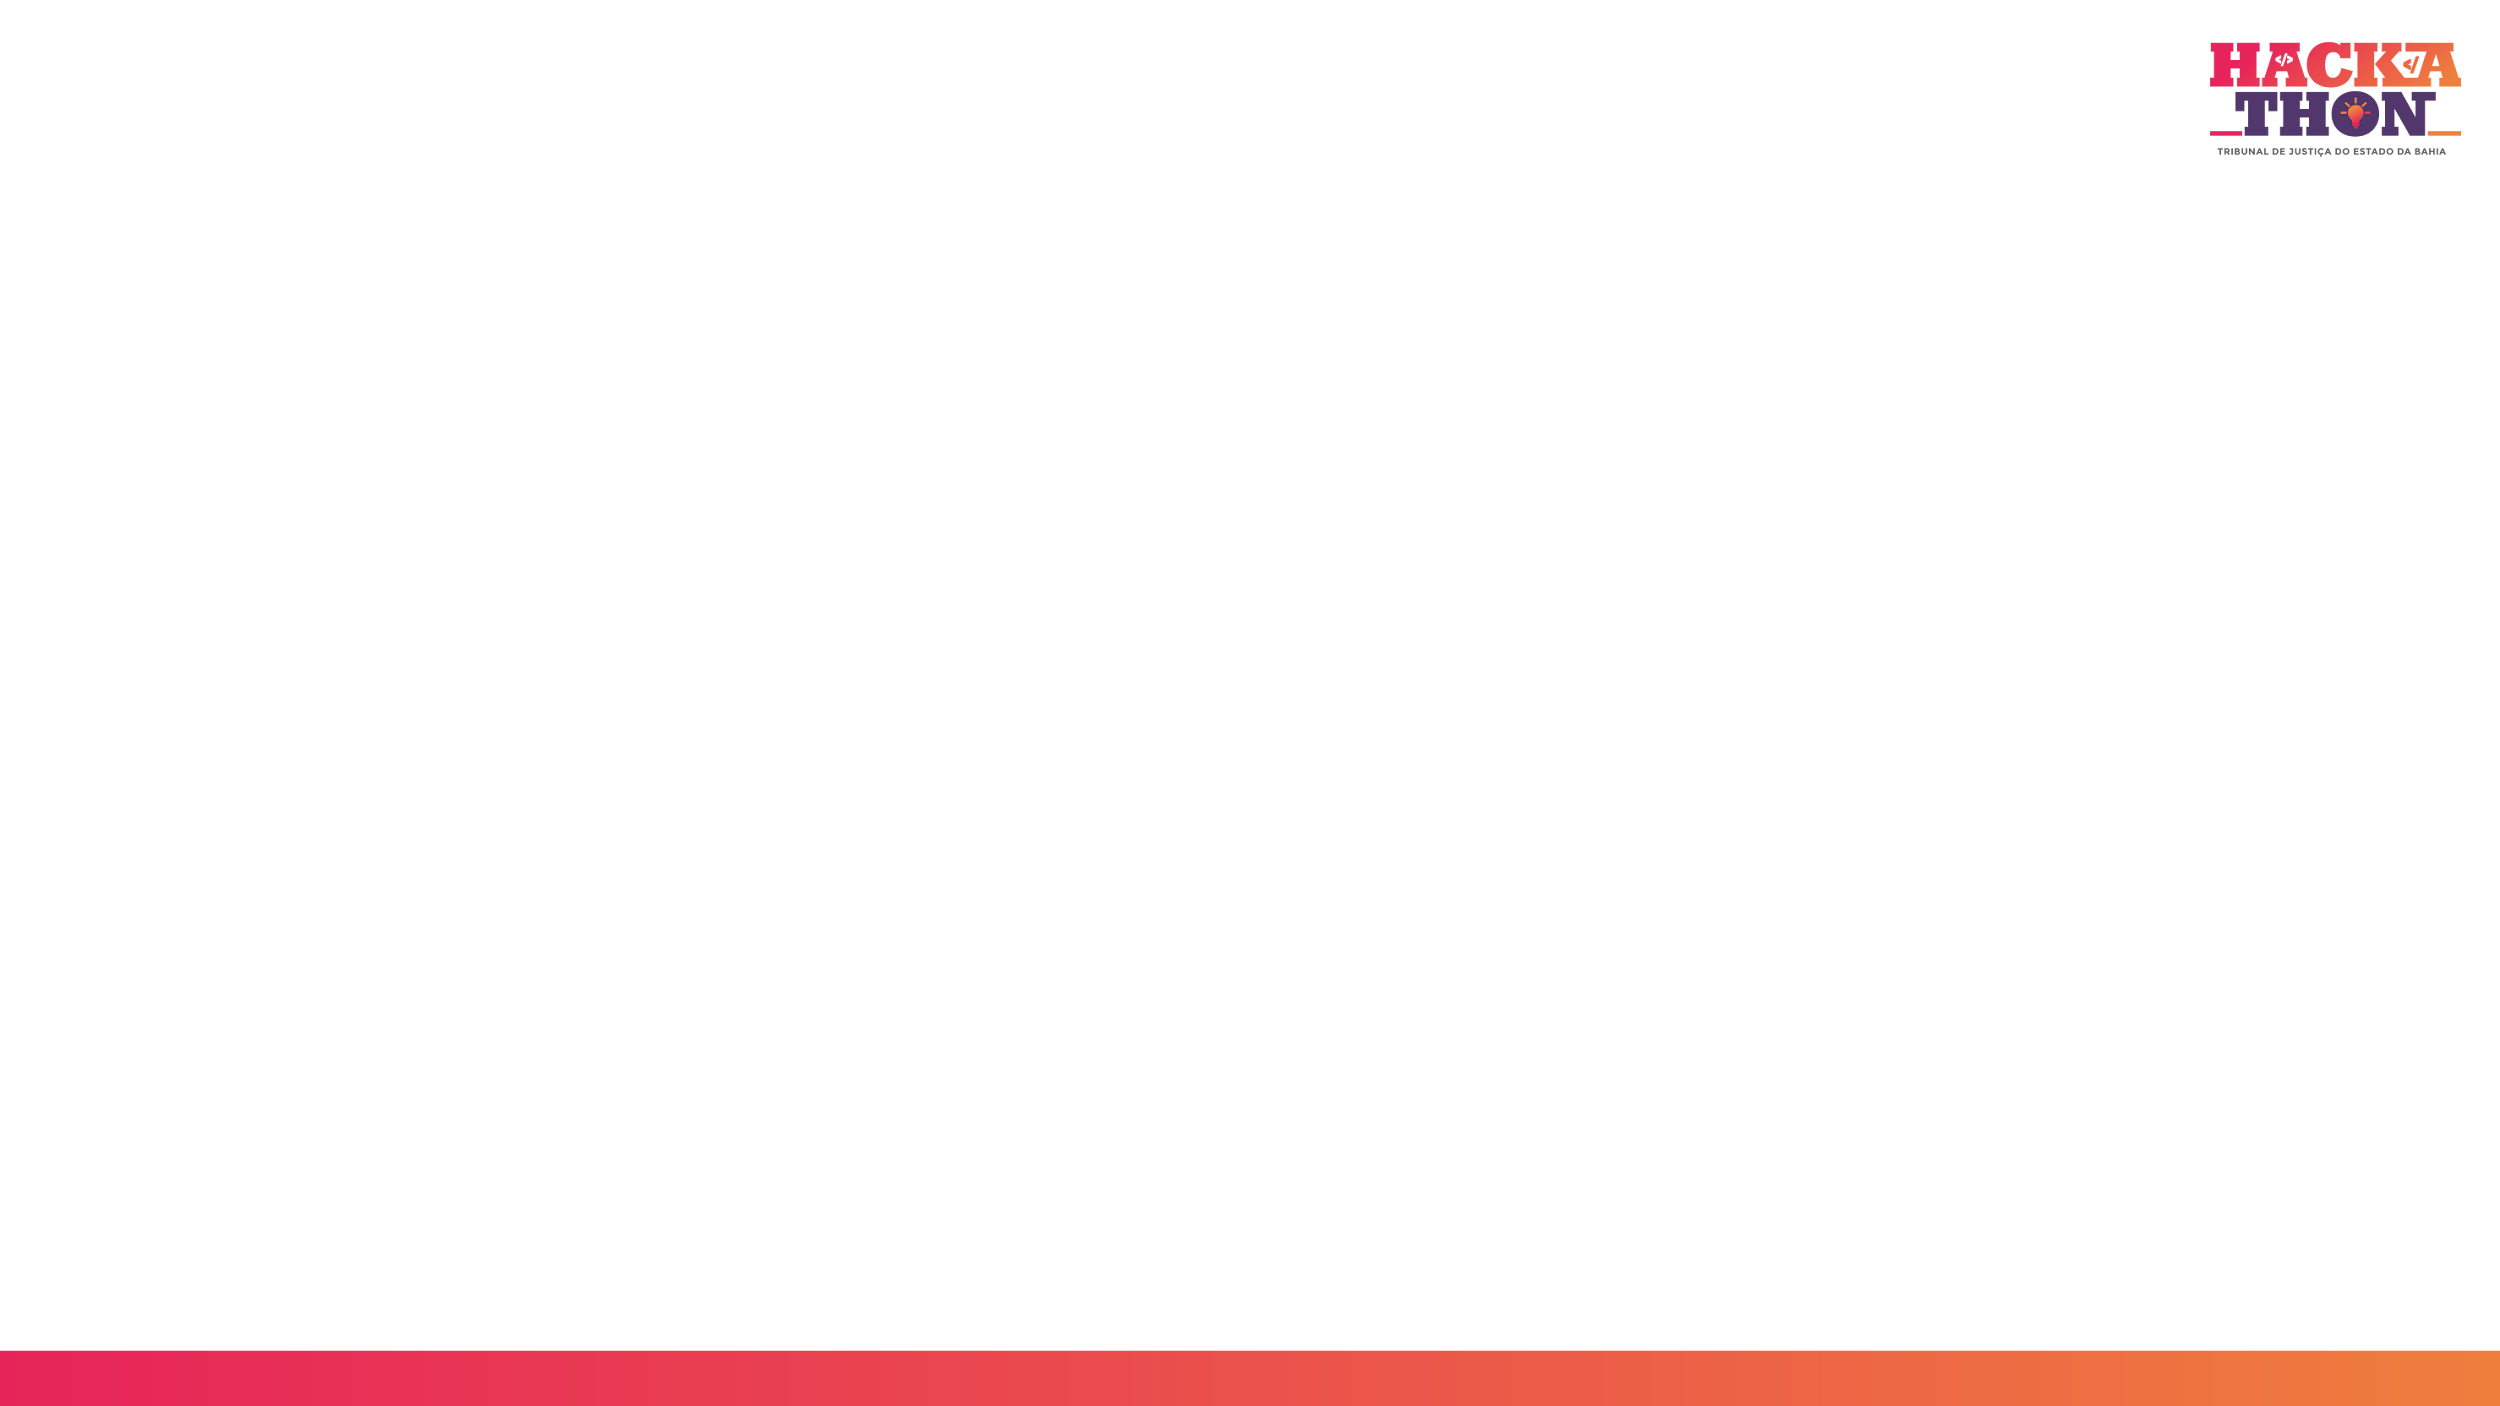 HACKA
THON
TRIBUNAL DE JUSTIÇA DO ESTADO DA BAHIA